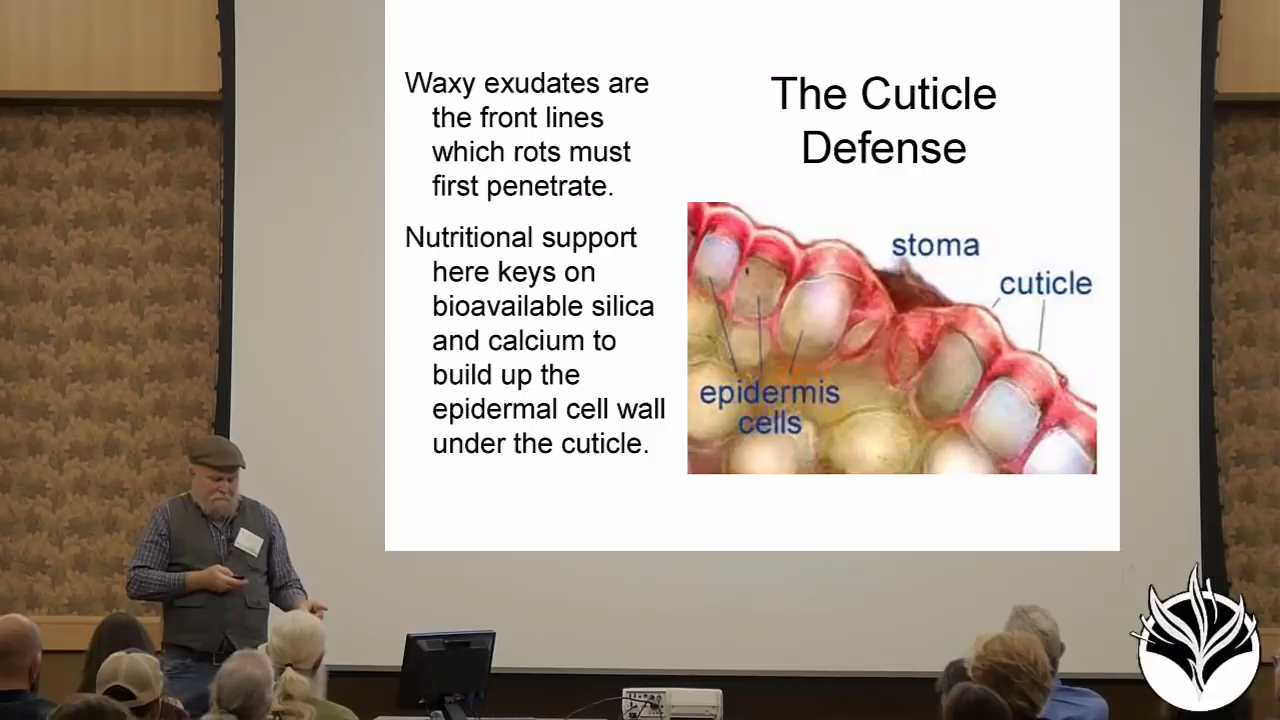 Waxy exudates are
the front lines
which rots must
first penetrate.
Nutritional support
here keys on
bioavailable silica
and calcium to
build up the
epidermal cell wall
under the cuticle.
The Cuticle
Defense
stoma
cuticle
epidermis
cells